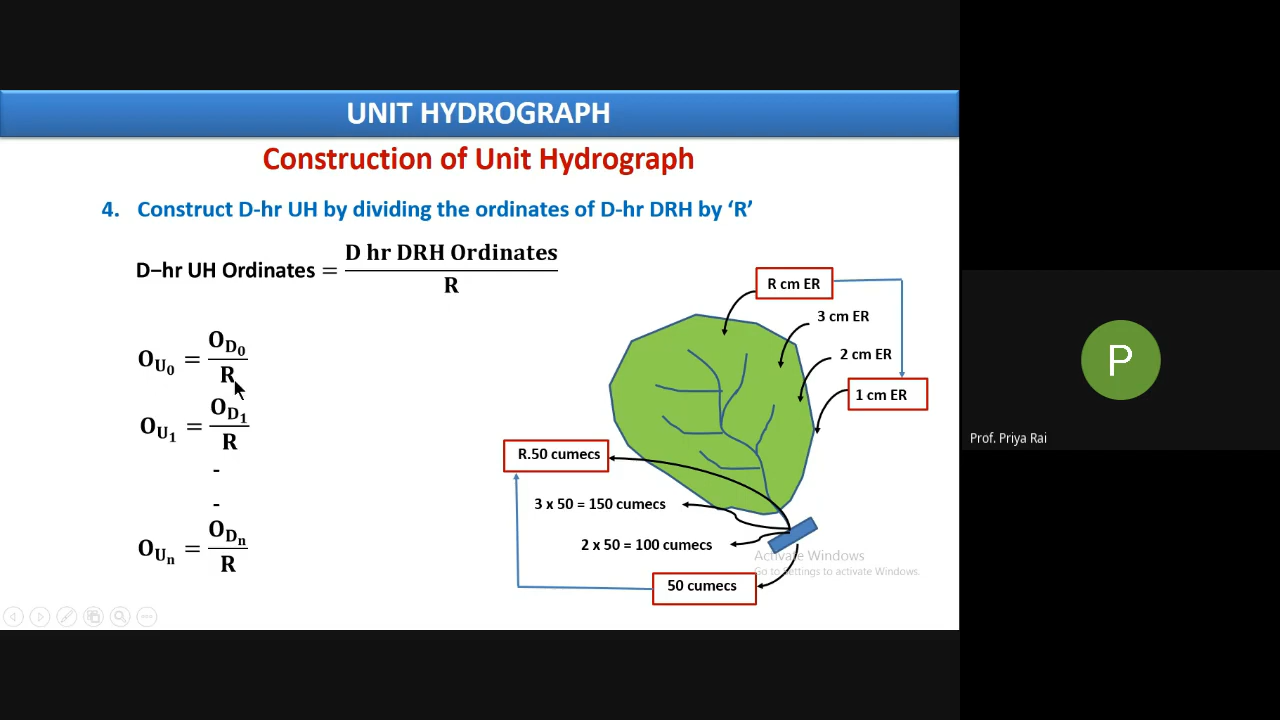 UNIT HYDROGRAPH
Construction of Unit Hydrograph
4. Construct D-hr UH by dividing the ordinates of D-hr DRH by ‘R’
D–hr UH Ordinates = D hr DRH Ordinates / R
O_U0 = O_D0 / R
O_U1 = O_D1 / R
-
-
O_Un = O_Dn / R
R cm ER
3 cm ER
2 cm ER
1 cm ER
R.50 cumecs
3 x 50 = 150 cumecs
2 x 50 = 100 cumecs
50 cumecs
Activate Windows
Go to Settings to activate Windows.
P
Prof. Priya Rai